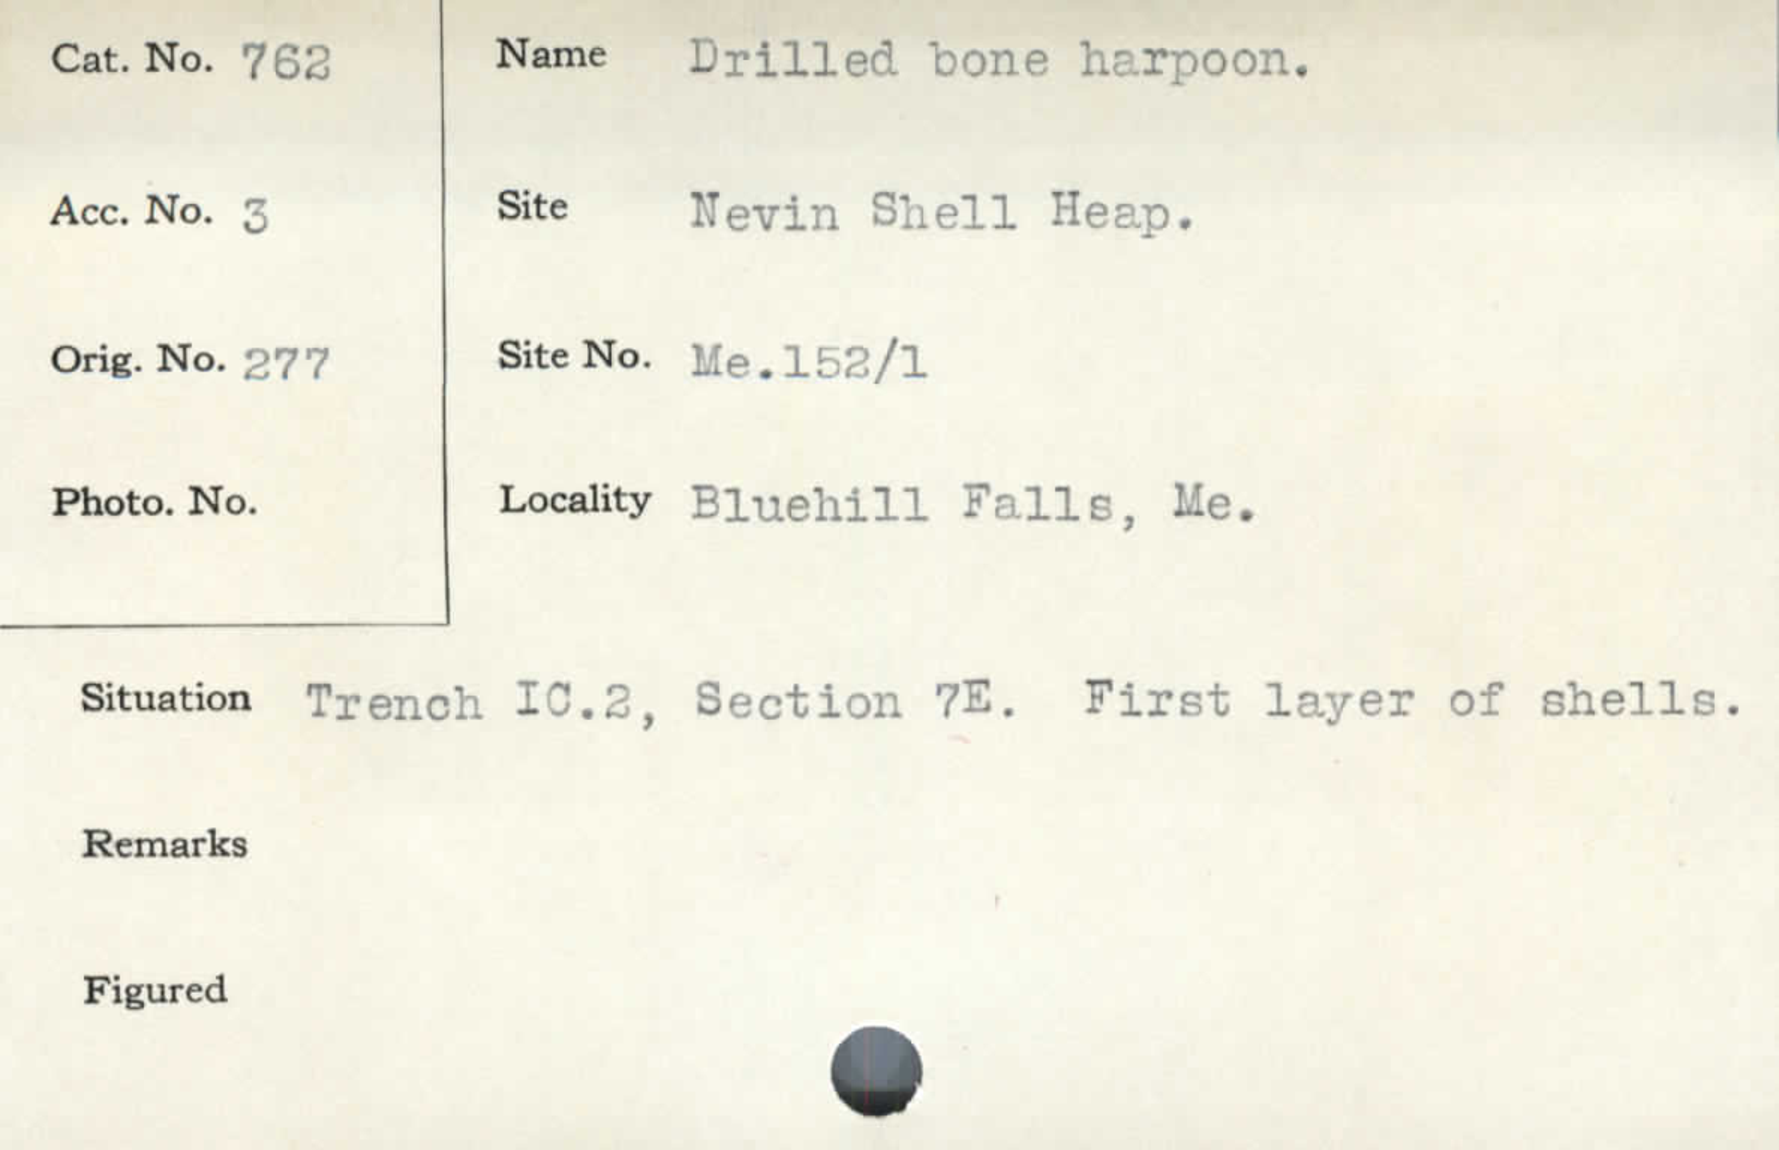 Cat. No. 762
Name Drilled bone harpoon.
Acc. No. 3
Site Nevin Shell Heap.
Orig. No. 277
Site No. Me.152/1
Photo. No.
Locality Bluehill Falls, Me.
Situation Trench IC.2, Section 7E. First layer of shells.
Remarks
Figured